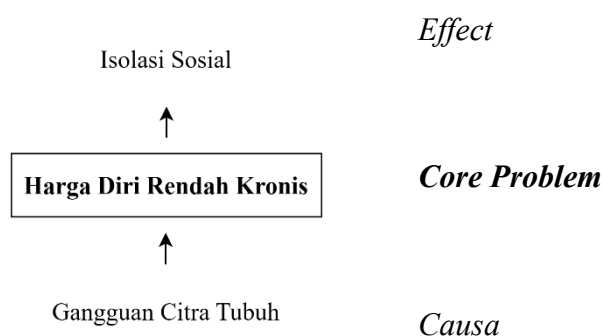 Effect
Isolasi Sosial
Harga Diri Rendah Kronis
Core Problem
Gangguan Citra Tubuh
Causa